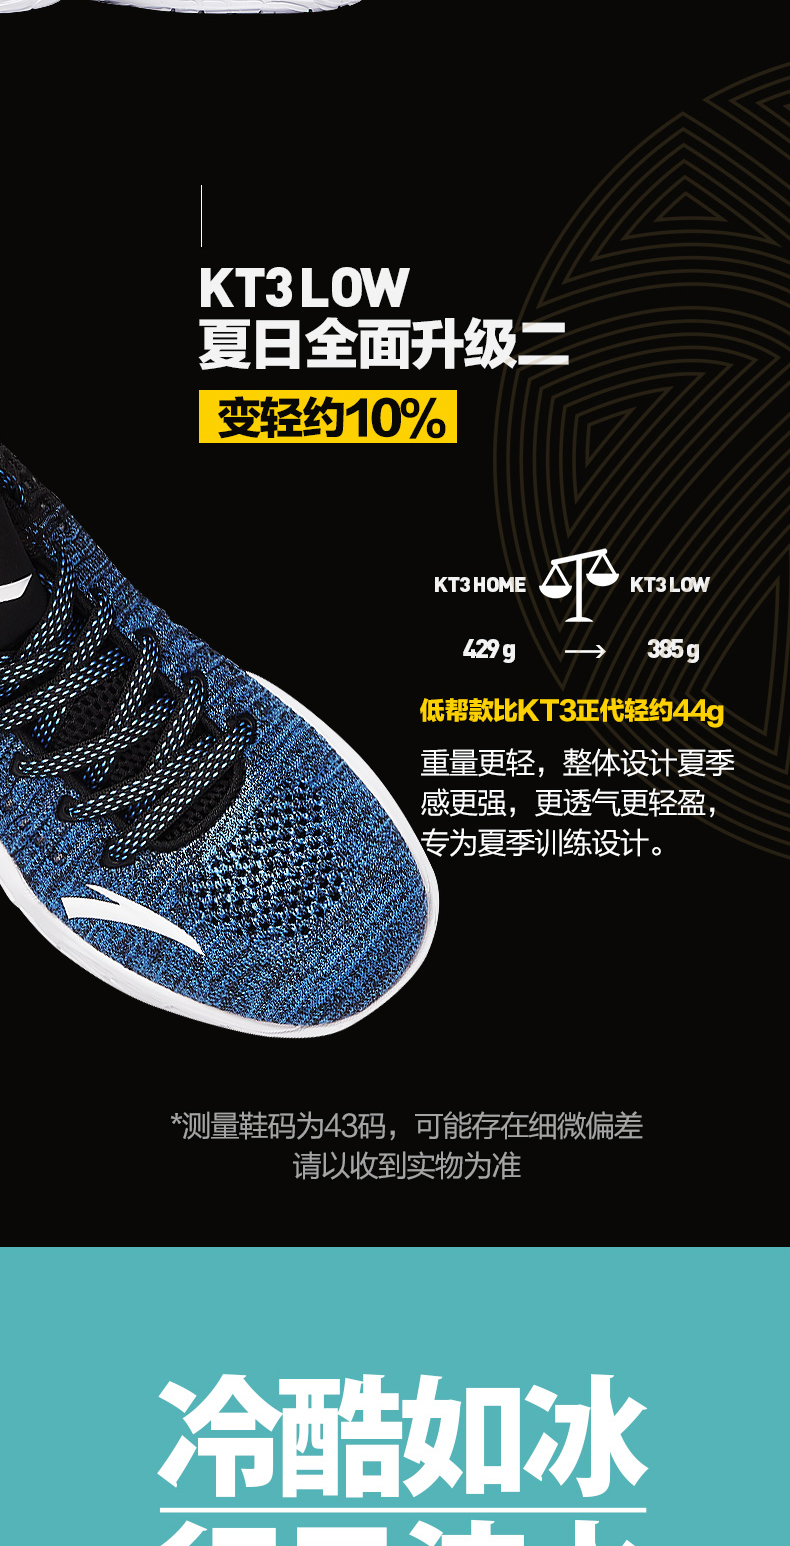 KT3 LOW
夏日全面升级二
变轻约10%
KT3 HOME
KT3 LOW
429g → 385g
低帮款比KT3正代轻约44g
重量更轻，整体设计夏季
感更强，更透气更轻盈，
专为夏季训练设计。
*测量鞋码为43码，可能存在细微偏差
请以收到实物为准
冷酷如冰